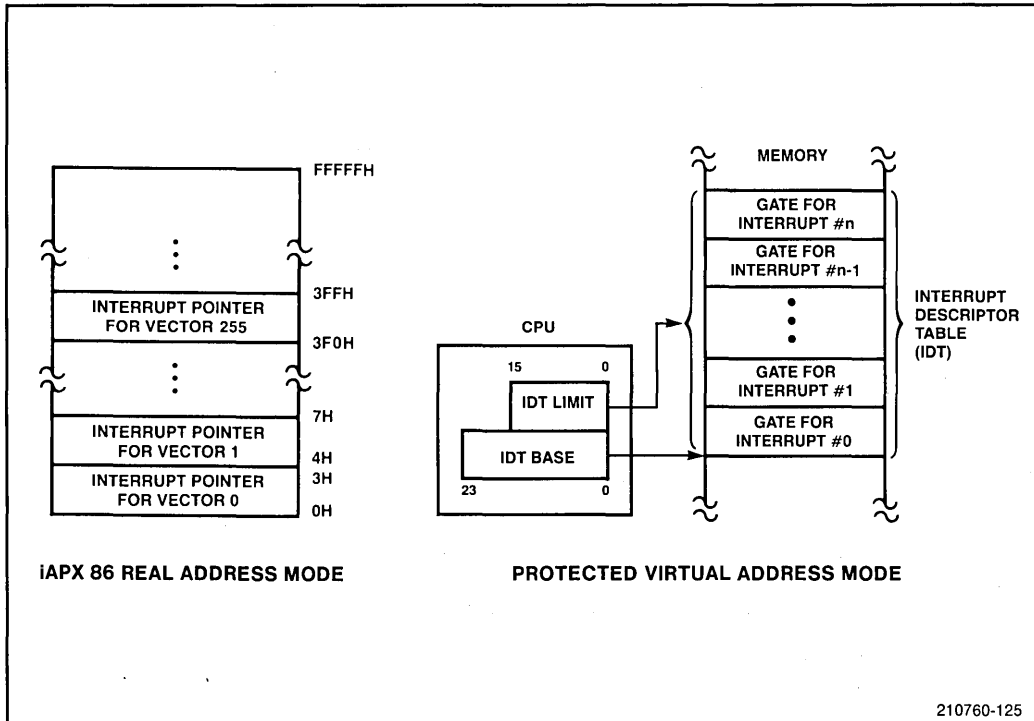 FFFFFH
3FFH
INTERRUPT POINTER
FOR VECTOR 255
3F0H
7H
INTERRUPT POINTER
FOR VECTOR 1
4H
INTERRUPT POINTER
FOR VECTOR 0
3H
0H
iAPX 86 REAL ADDRESS MODE
CPU
15 0
IDT LIMIT
IDT BASE
23 0
MEMORY
GATE FOR
INTERRUPT #n
GATE FOR
INTERRUPT #n-1
GATE FOR
INTERRUPT #1
GATE FOR
INTERRUPT #0
INTERRUPT
DESCRIPTOR
TABLE
(IDT)
PROTECTED VIRTUAL ADDRESS MODE
210760-125